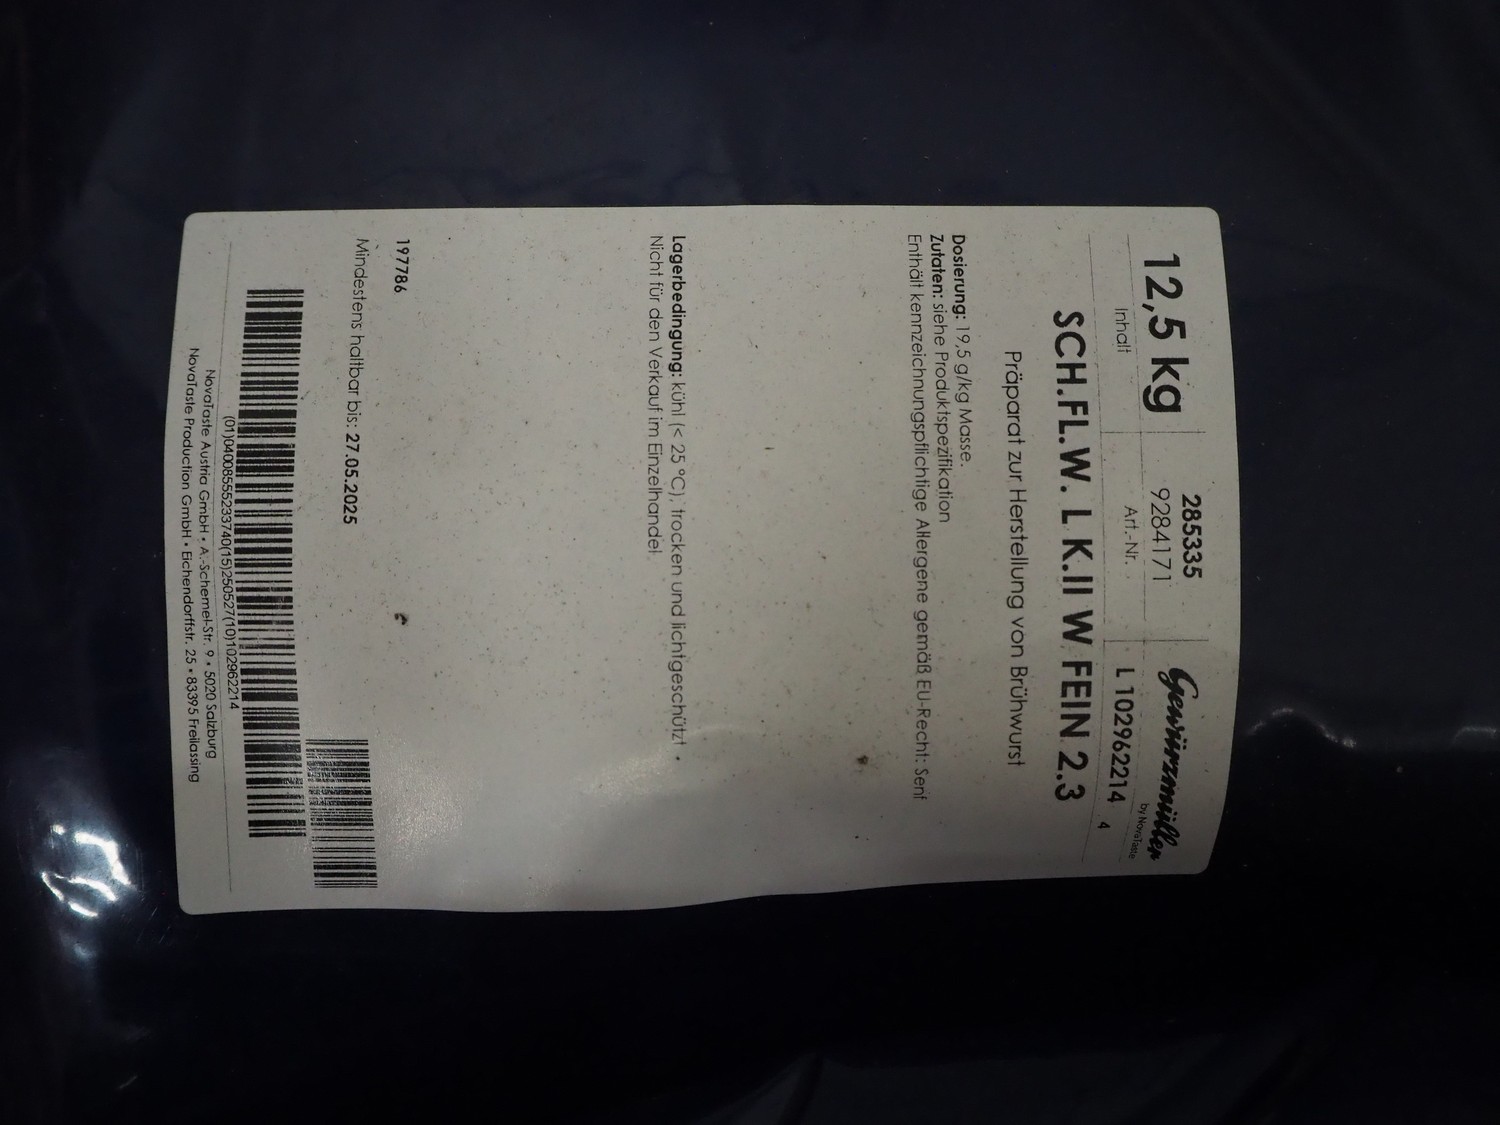 12,5 kg
Inhalt
285335
9284171
Art.-Nr.
Gewürzmüller
by NovaTaste
L 102962214 4
SCH.FL.W. L K.II W FEIN 2.3
Präparat zur Herstellung von Brühwurst
Dosierung: 19,5 g/kg Masse.
Zutaten: siehe Produktspezifikation
Enthält kennzeichnungspflichtige Allergene gemäß EU-Recht: Senf
Lagerbedingung: kühl (< 25 °C), trocken und lichtgeschützt •
Nicht für den Verkauf im Einzelhandel.
197786
Mindestens haltbar bis: 27.05.2025
(01)04008555233740(15)250527(10)102962214
NovaTaste Austria GmbH • A.-Schemel-Str. 9 • 5020 Salzburg
NovaTaste Production GmbH • Eichendorffstr. 25 • 83395 Freilassing